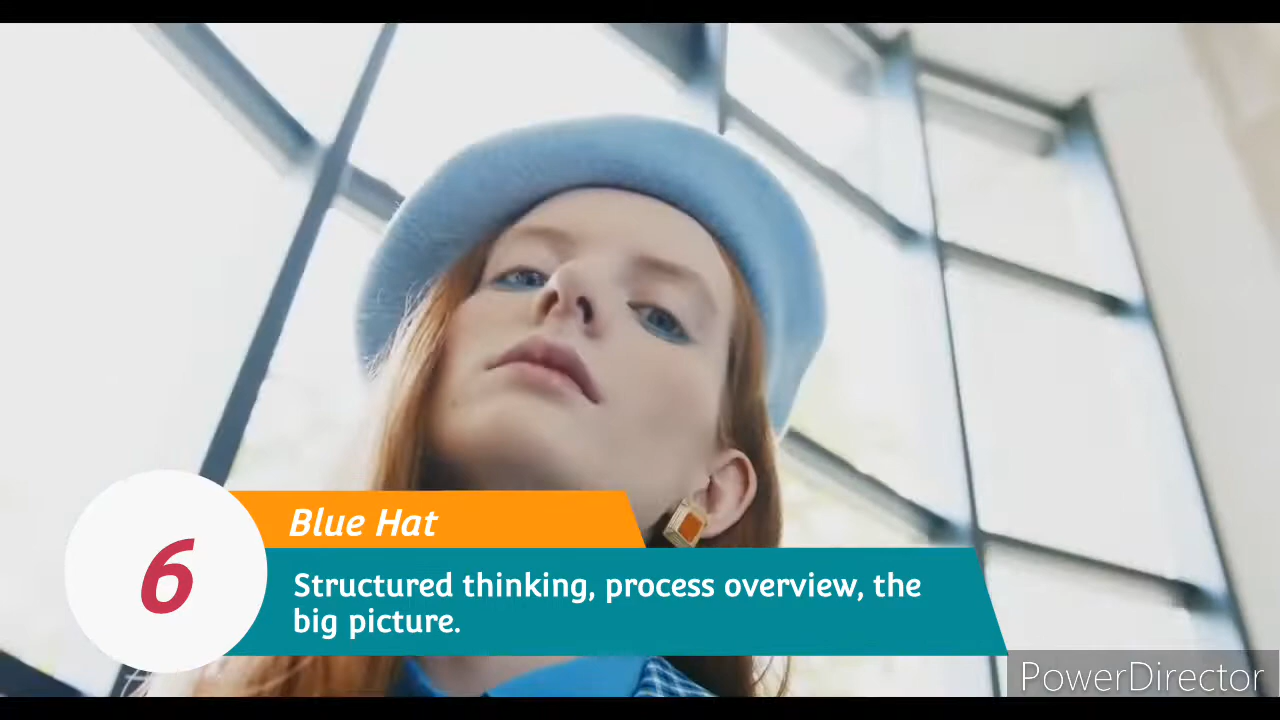 Blue Hat
6
Structured thinking, process overview, the
big picture.
PowerDirector